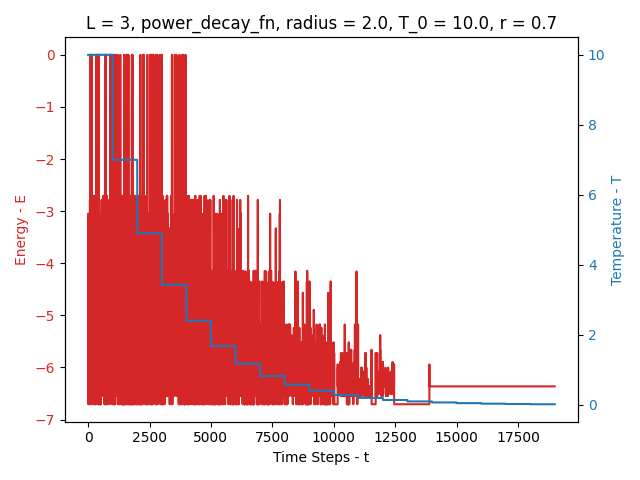 L = 3, power_decay_fn, radius = 2.0, T_0 = 10.0, r = 0.7
Energy - E
0
−1
−2
−3
−4
−5
−6
−7
10
8
6
4
2
0
Temperature - T
0 2500 5000 7500 10000 12500 15000 17500
Time Steps - t